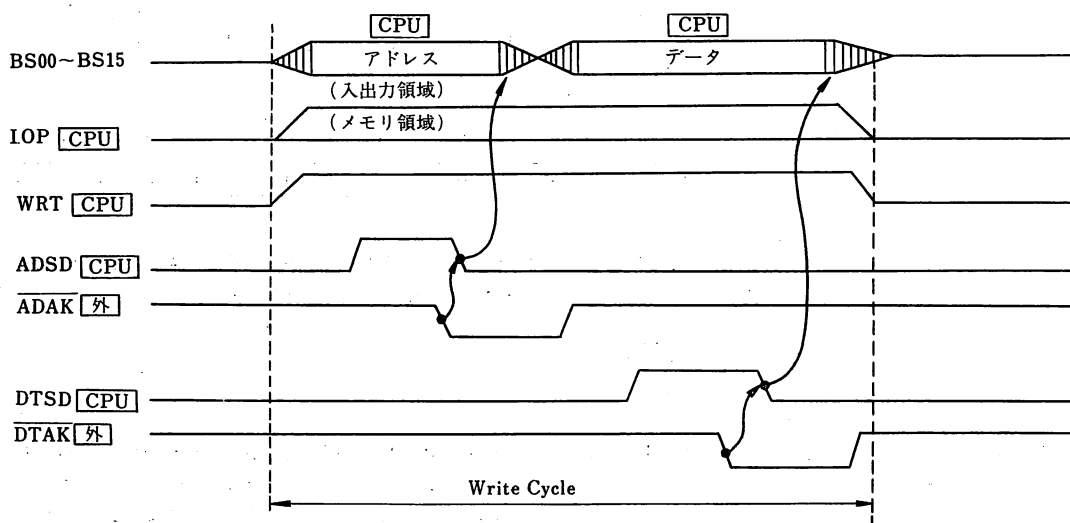 CPU CPU
BS00~BS15 アドレス データ
(入出力領域)
IOP CPU (メモリ領域)
WRT CPU
ADSD CPU
ADAK 外
DTSD CPU
DTAK 外
Write Cycle